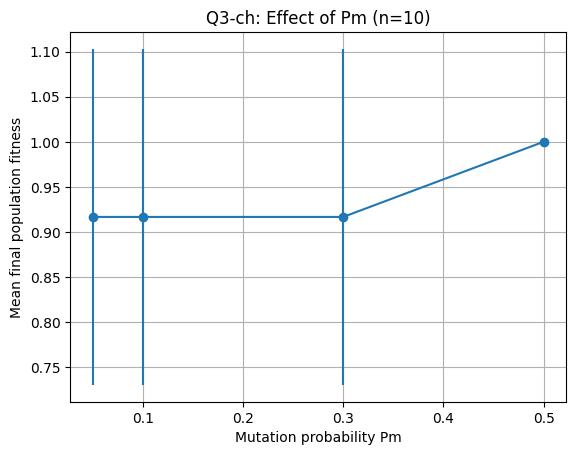 Q3-ch: Effect of Pm (n=10)
1.10
1.05
1.00
0.95
0.90
0.85
0.80
0.75
Mean final population fitness
0.1 0.2 0.3 0.4 0.5
Mutation probability Pm